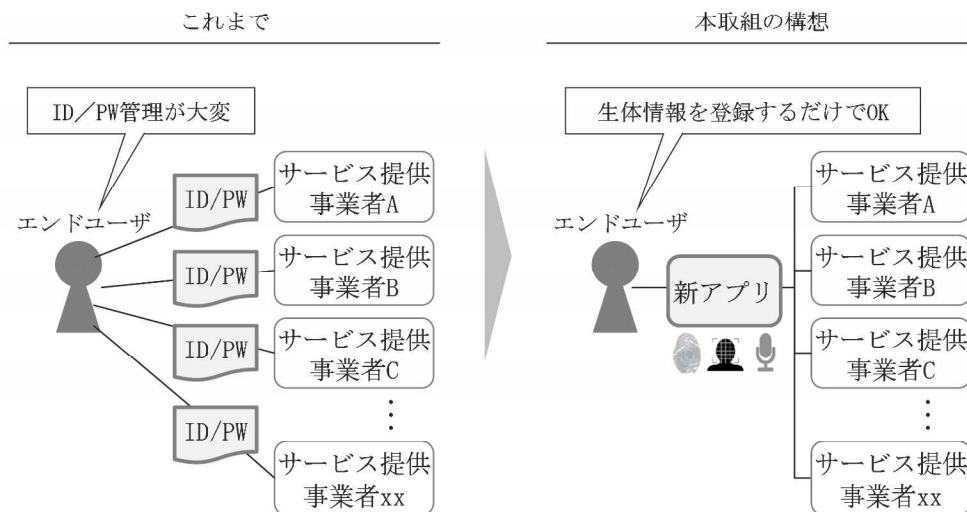 これまで
ID／PW管理が大変
エンドユーザ
ID/PW
サービス提供
事業者A
ID/PW
サービス提供
事業者B
ID/PW
サービス提供
事業者C
︙
ID/PW
サービス提供
事業者xx
本取組の構想
生体情報を登録するだけでOK
エンドユーザ
新アプリ
サービス提供
事業者A
サービス提供
事業者B
サービス提供
事業者C
︙
サービス提供
事業者xx